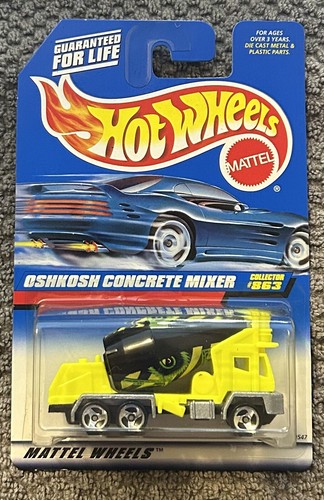 GUARANTEED
FOR LIFE
FOR AGES
OVER 3 YEARS.
DIE CAST METAL &
PLASTIC PARTS.
Hot Wheels
MATTEL
®
OSHKOSH CONCRETE MIXER
COLLECTOR
#863
MATTEL WHEELS™